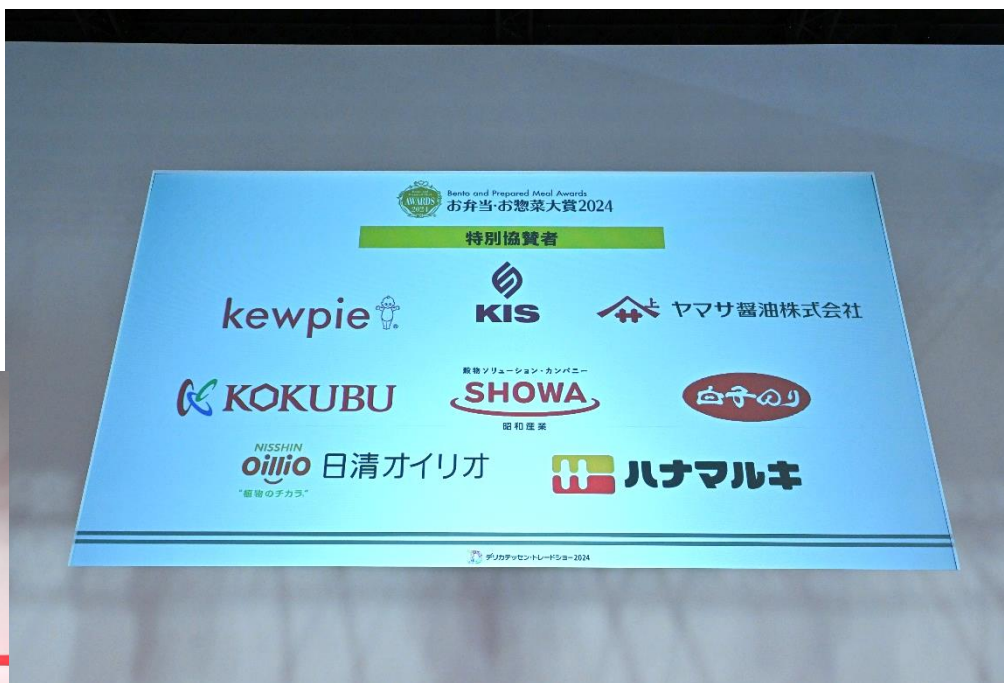 AWARDS
2024
Bento and Prepared Meal Awards
お弁当・お惣菜大賞2024
特別協賛者
kewpie
KIS
上
ヤマサ醤油株式会社
KOKUBU
穀物ソリューション・カンパニー
SHOWA
昭和産業
白子のり
NISSHIN
oillio 日清オイリオ
"植物のチカラ。"
ハナマルキ
デリカテッセン・トレードショー2024